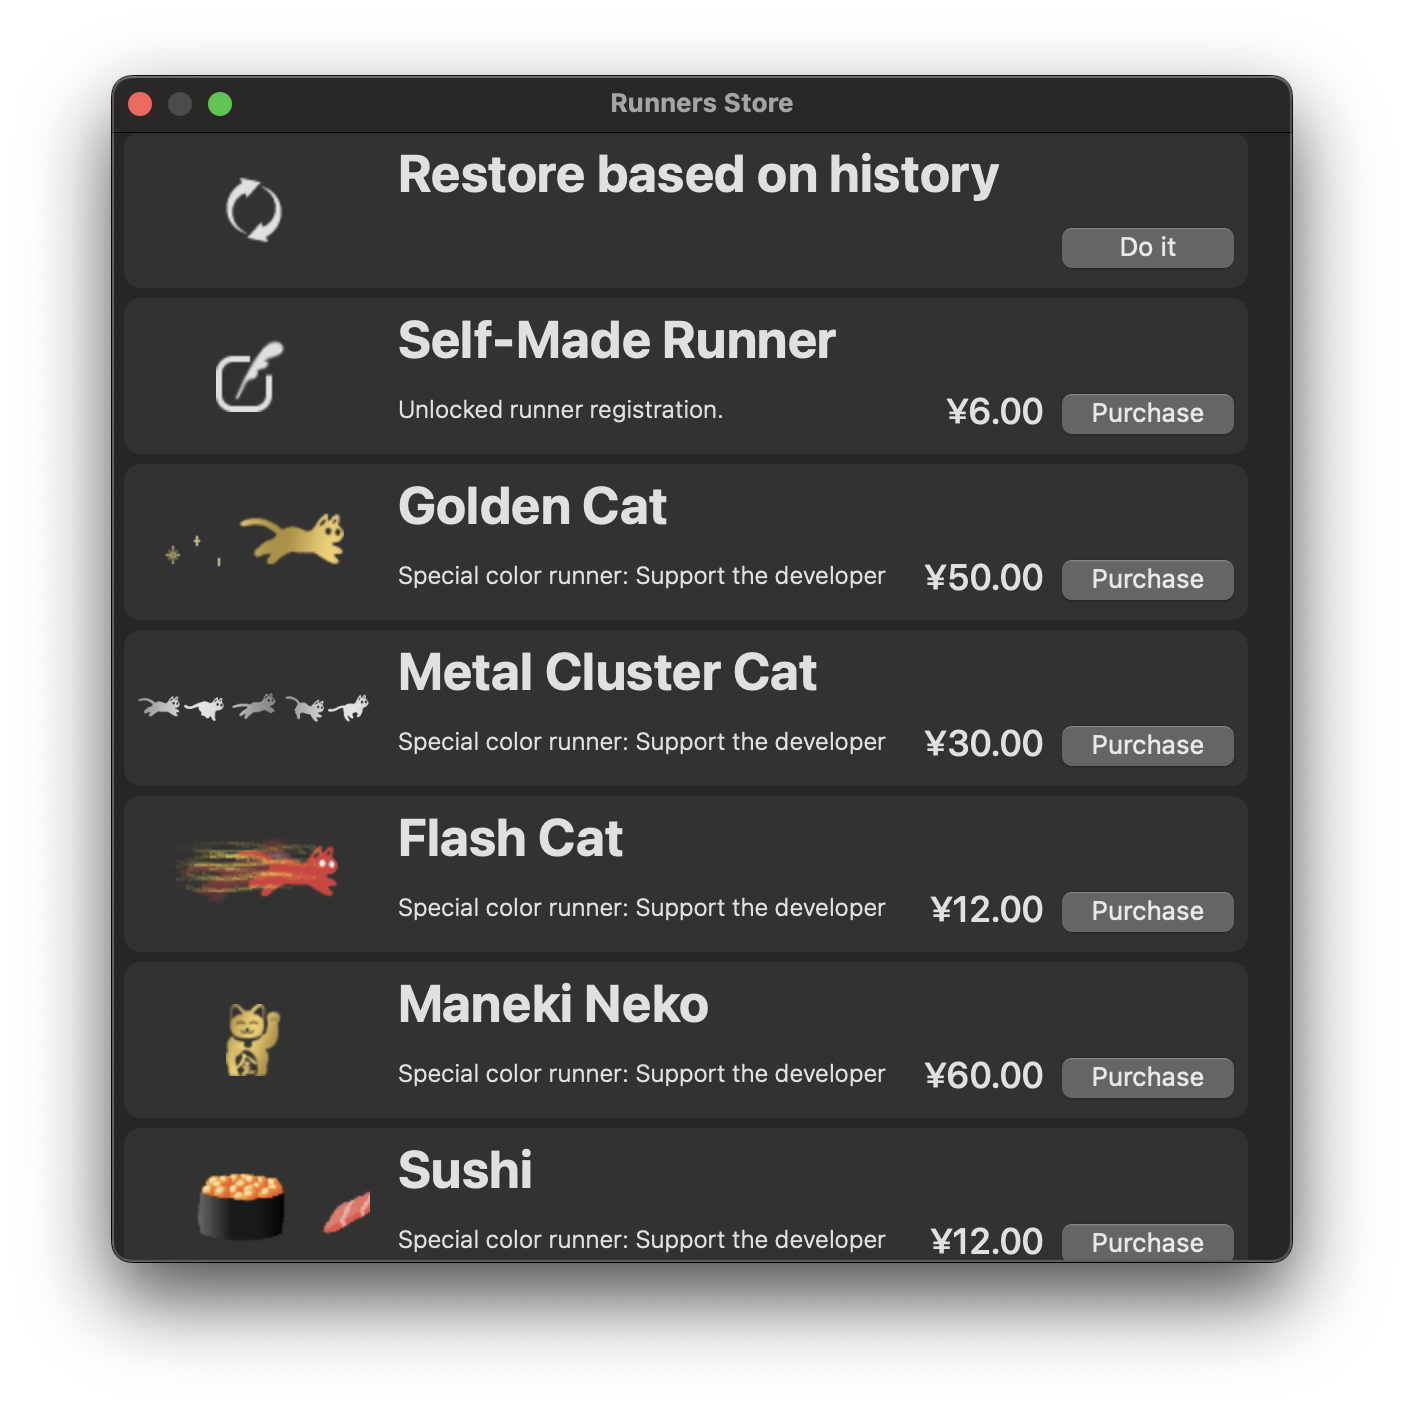 Runners Store
Restore based on history
Do it
Self-Made Runner
Unlocked runner registration.
¥6.00
Purchase
Golden Cat
Special color runner: Support the developer
¥50.00
Purchase
Metal Cluster Cat
Special color runner: Support the developer
¥30.00
Purchase
Flash Cat
Special color runner: Support the developer
¥12.00
Purchase
Maneki Neko
Special color runner: Support the developer
¥60.00
Purchase
金
Sushi
Special color runner: Support the developer
¥12.00
Purchase